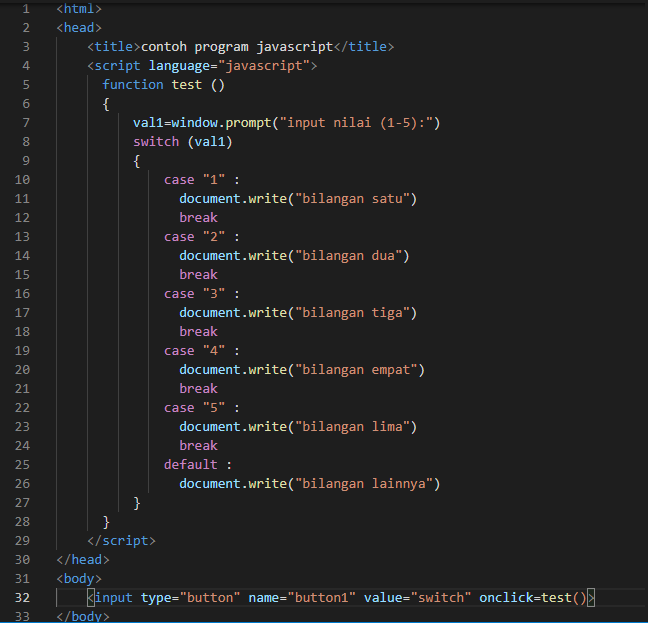 1 <html>
2 <head>
3 <title>contoh program javascript</title>
4 <script language="javascript">
5 function test ()
6 {
7 val1=window.prompt("input nilai (1-5):")
8 switch (val1)
9 {
10 case "1" :
11 document.write("bilangan satu")
12 break
13 case "2" :
14 document.write("bilangan dua")
15 break
16 case "3" :
17 document.write("bilangan tiga")
18 break
19 case "4" :
20 document.write("bilangan empat")
21 break
22 case "5" :
23 document.write("bilangan lima")
24 break
25 default :
26 document.write("bilangan lainnya")
27 }
28 }
29 </script>
30 </head>
31 <body>
32 <input type="button" name="button1" value="switch" onclick=test()>
33 </body>